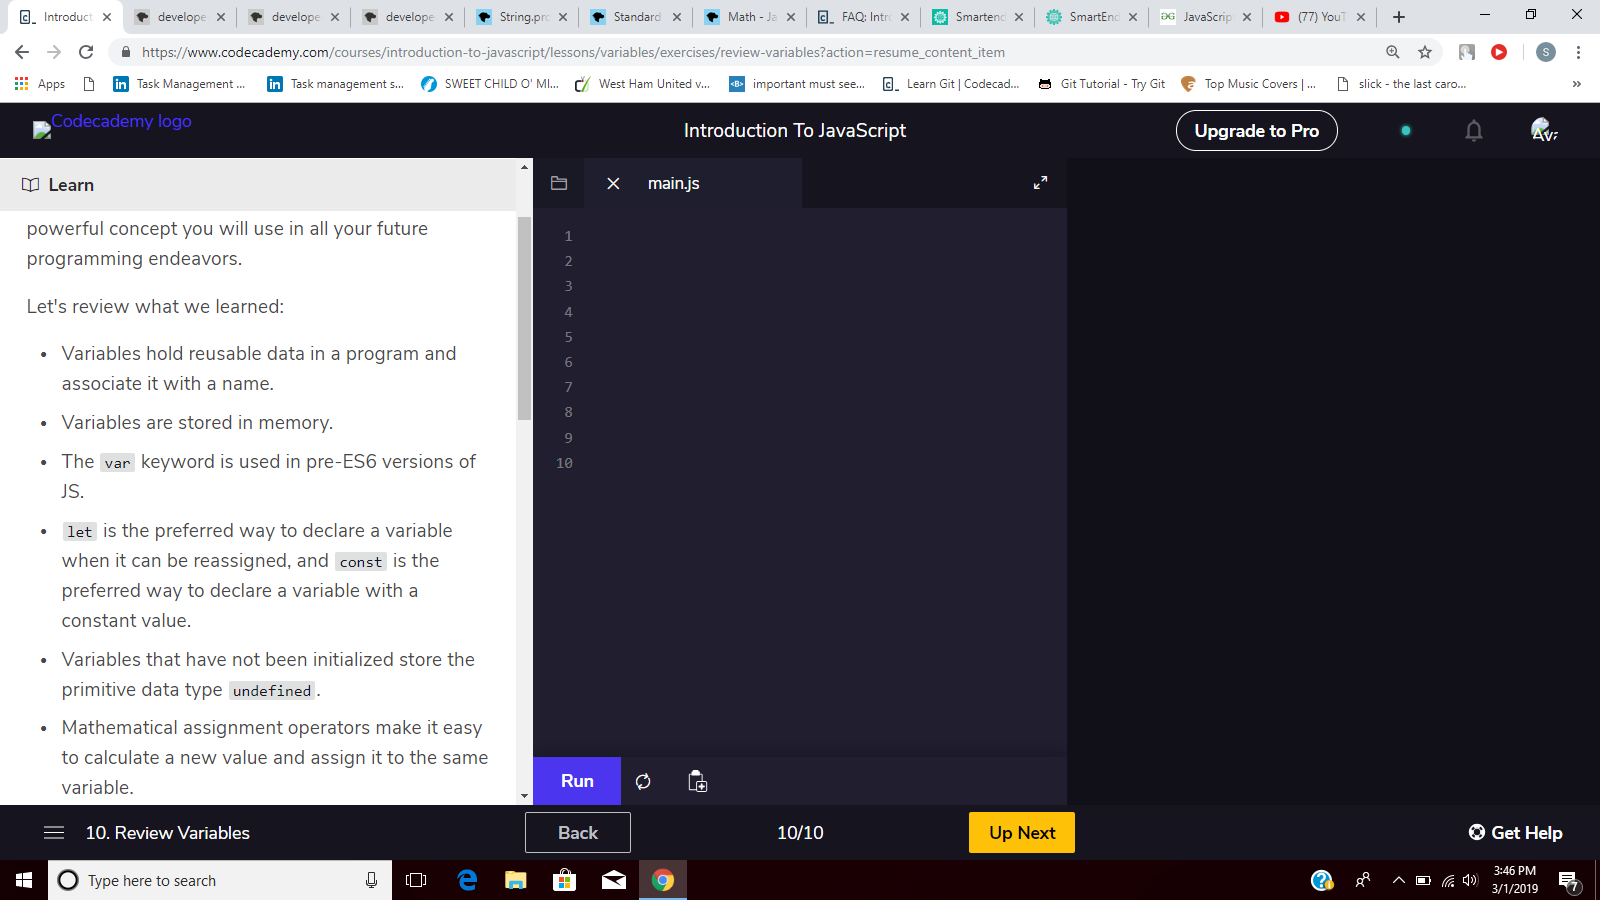 Introduct
develope
develope
develope
String.pro
Standard
Math - Ja
FAQ: Intro
Smartend
SmartEnd
JavaScrip
(77) YouT
https://www.codecademy.com/courses/introduction-to-javascript/lessons/variables/exercises/review-variables?action=resume_content_item
S
Apps
Task Management ...
Task management s...
SWEET CHILD O' MI...
West Ham United v...
important must see...
Learn Git | Codecad...
Git Tutorial - Try Git
Top Music Covers | ...
slick - the last caro...
»
Codecademy logo
Introduction To JavaScript
Upgrade to Pro
Learn
main.js
powerful concept you will use in all your future
programming endeavors.
Let's review what we learned:
• Variables hold reusable data in a program and
associate it with a name.
• Variables are stored in memory.
• The var keyword is used in pre-ES6 versions of
JS.
• let is the preferred way to declare a variable
when it can be reassigned, and const is the
preferred way to declare a variable with a
constant value.
• Variables that have not been initialized store the
primitive data type undefined.
• Mathematical assignment operators make it easy
to calculate a new value and assign it to the same
variable.
1
2
3
4
5
6
7
8
9
10
Run
10. Review Variables
Back
10/10
Up Next
Get Help
Type here to search
3:46 PM
3/1/2019
7